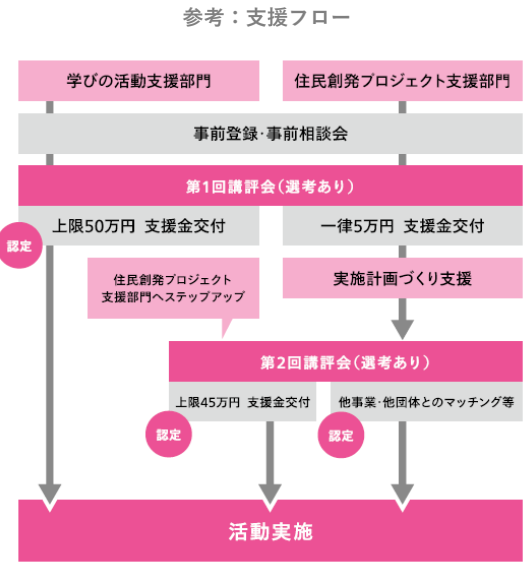 参考：支援フロー
学びの活動支援部門
住民創発プロジェクト支援部門
事前登録・事前相談会
第1回講評会（選考あり）
上限50万円 支援金交付
一律5万円 支援金交付
認定
住民創発プロジェクト
支援部門へステップアップ
実施計画づくり支援
第2回講評会（選考あり）
上限45万円 支援金交付
他事業・他団体とのマッチング等
認定
認定
活動実施